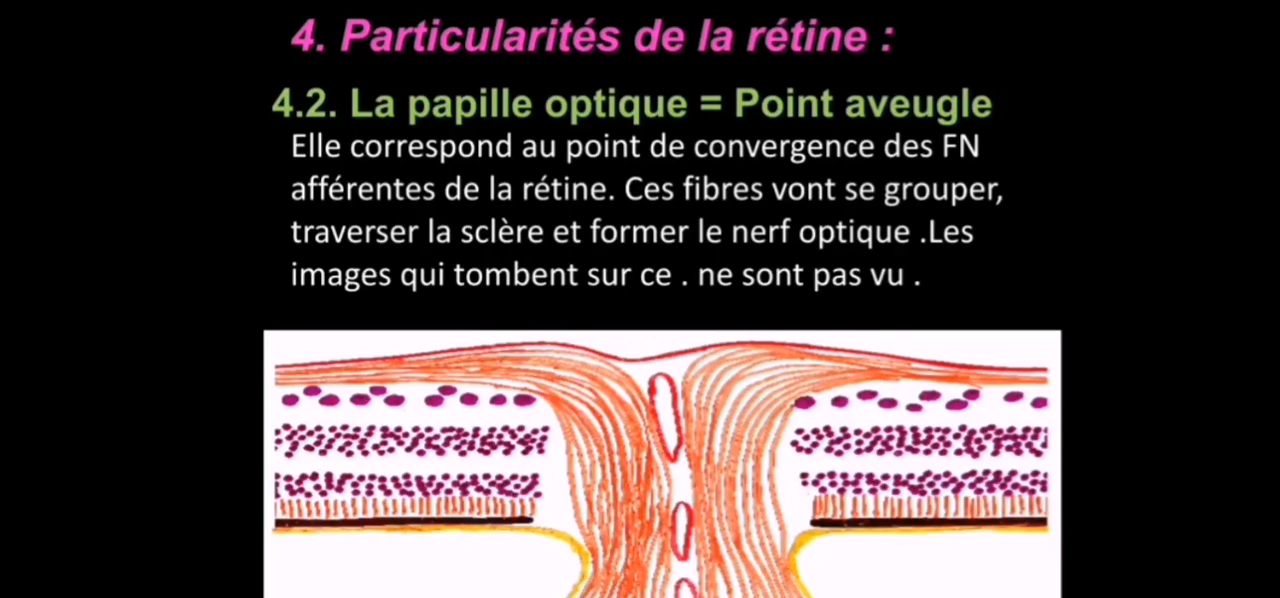 4. Particularités de la rétine :
4.2. La papille optique = Point aveugle
Elle correspond au point de convergence des FN
afférentes de la rétine. Ces fibres vont se grouper,
traverser la sclère et former le nerf optique .Les
images qui tombent sur ce . ne sont pas vu .